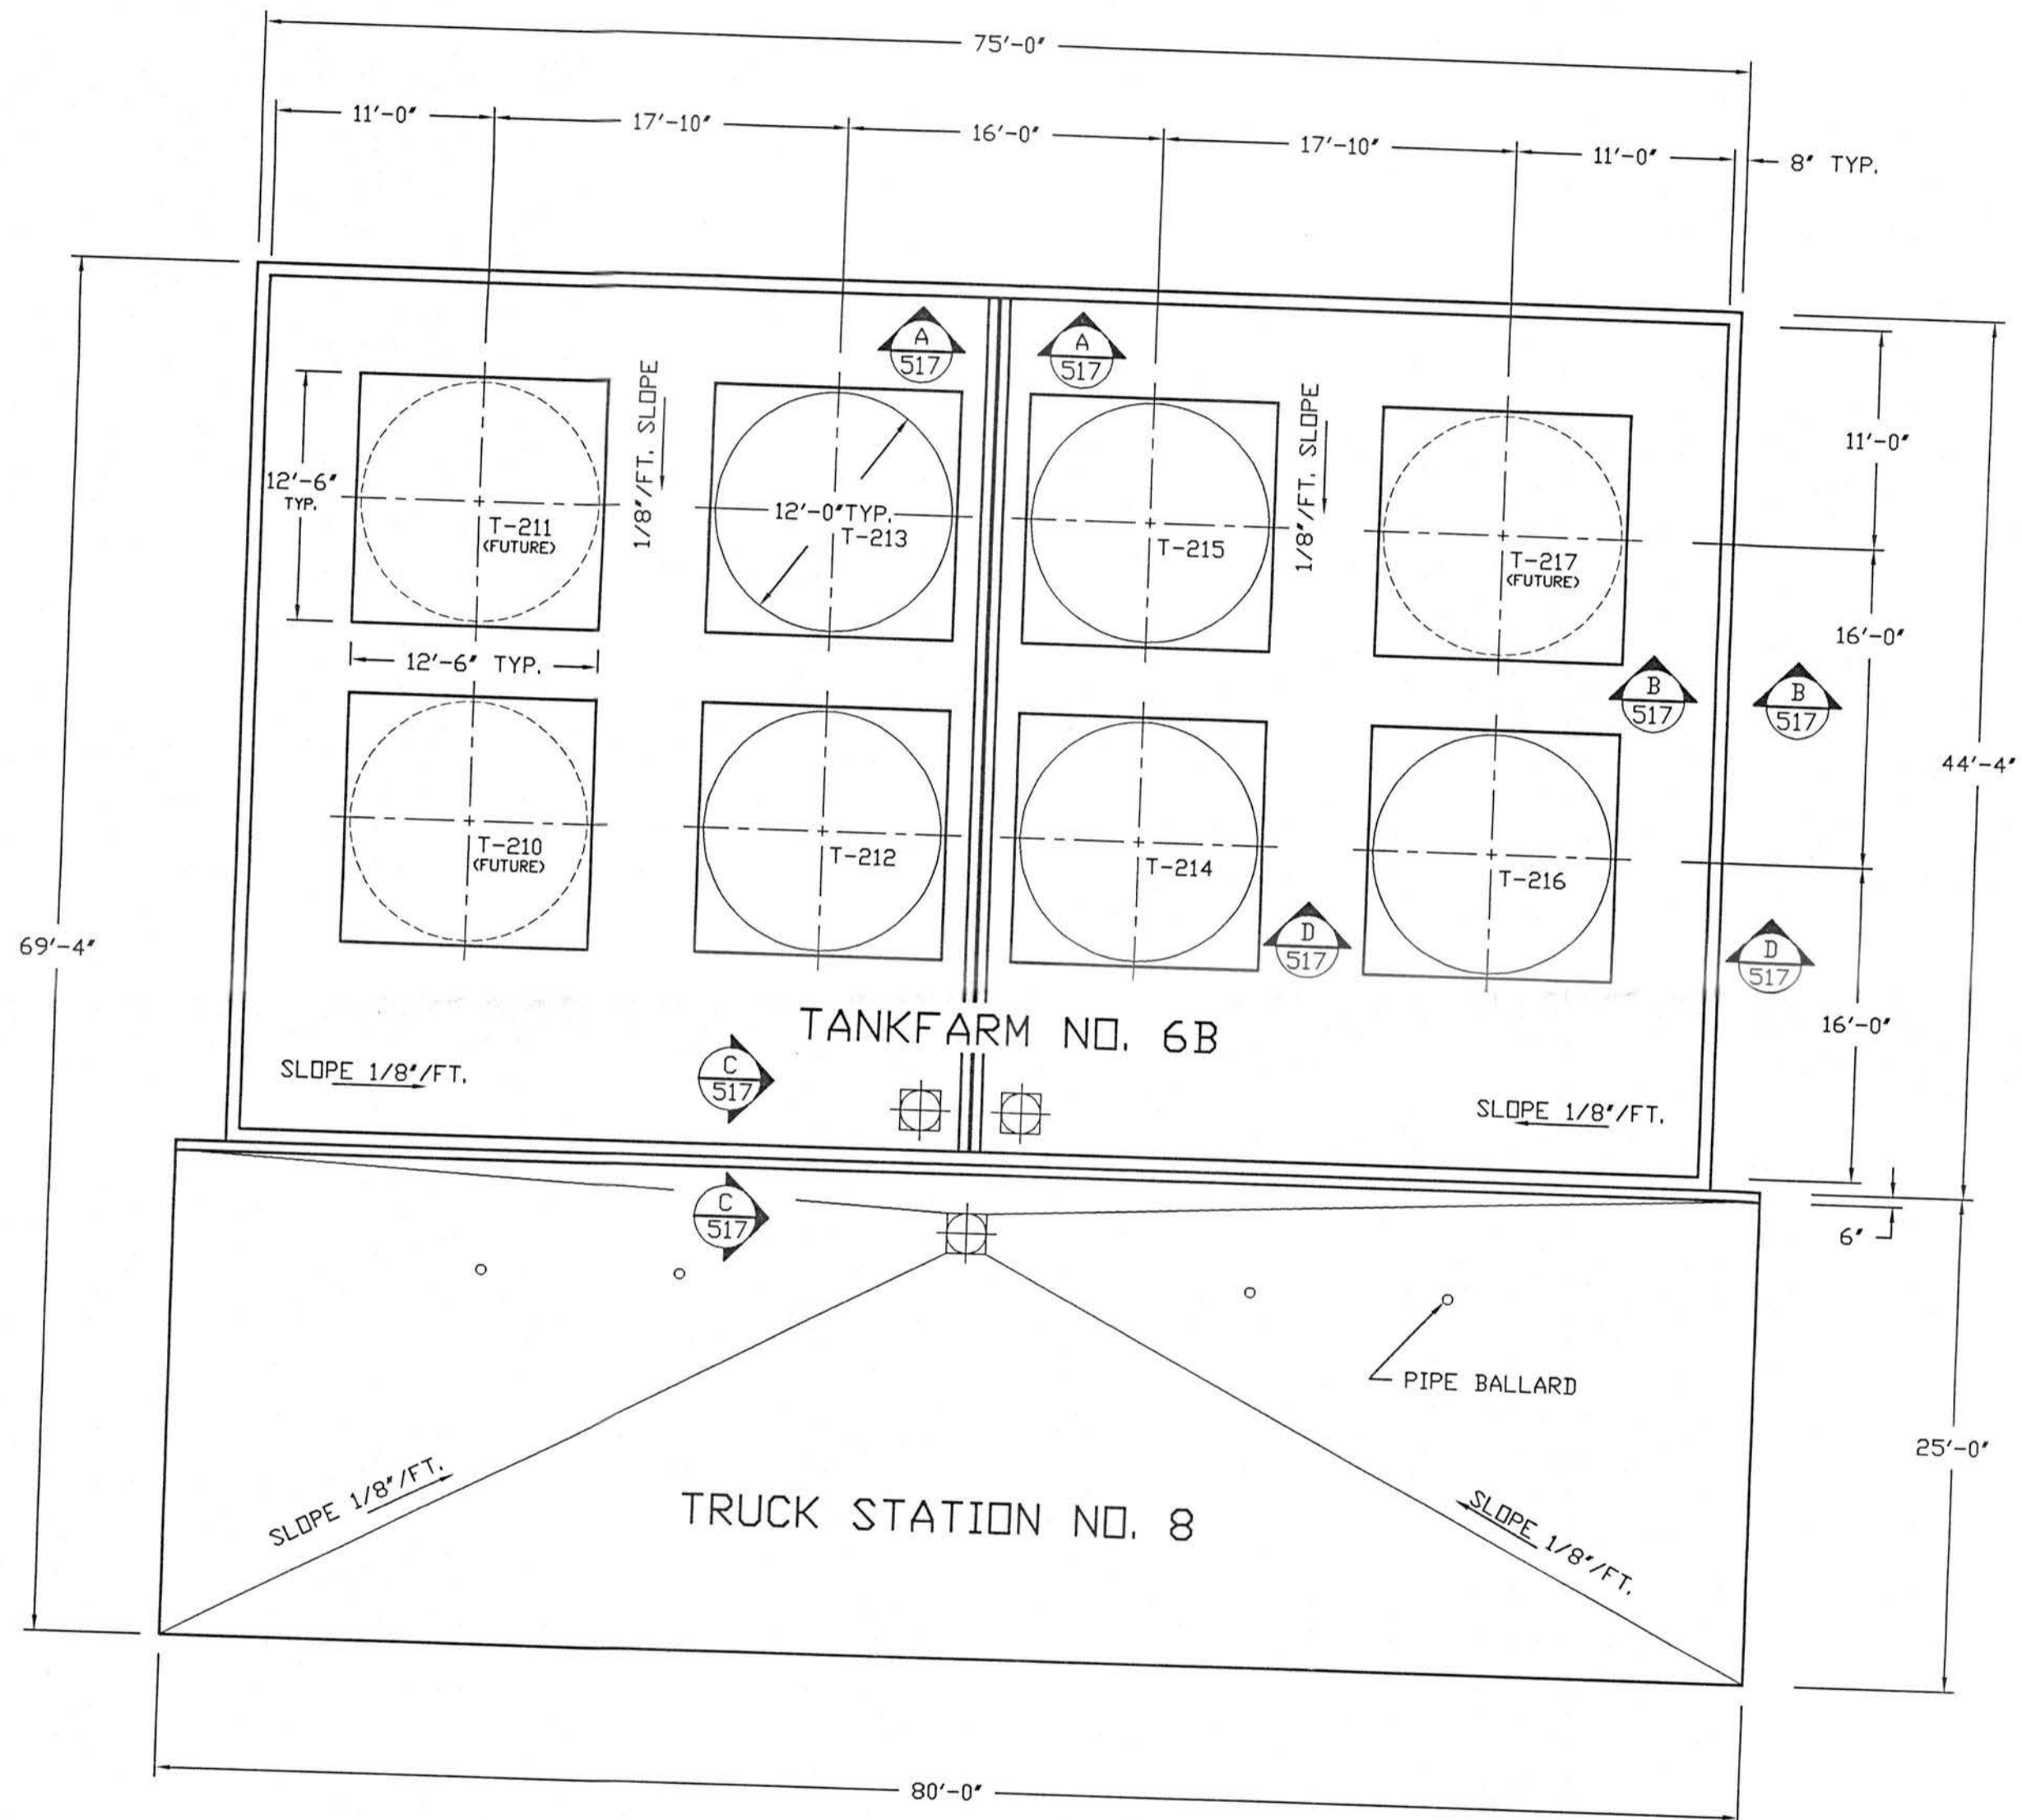 75'-0"
11'-0"
17'-10"
16'-0"
17'-10"
11'-0"
8" TYP.
A
517
A
517
1/8"/FT. SLOPE
1/8"/FT. SLOPE
11'-0"
12'-6"
TYP.
12'-0"TYP.
T-211
(FUTURE)
T-213
T-215
T-217
(FUTURE)
16'-0"
12'-6" TYP.
B
517
B
517
44'-4"
T-210
(FUTURE)
T-212
T-214
T-216
69'-4"
D
517
D
517
TANKFARM NO. 6B
16'-0"
SLOPE 1/8"/FT.
C
517
SLOPE 1/8"/FT.
C
517
6"
PIPE BALLARD
25'-0"
SLOPE 1/8"/FT.
TRUCK STATION NO. 8
SLOPE 1/8"/FT.
80'-0"